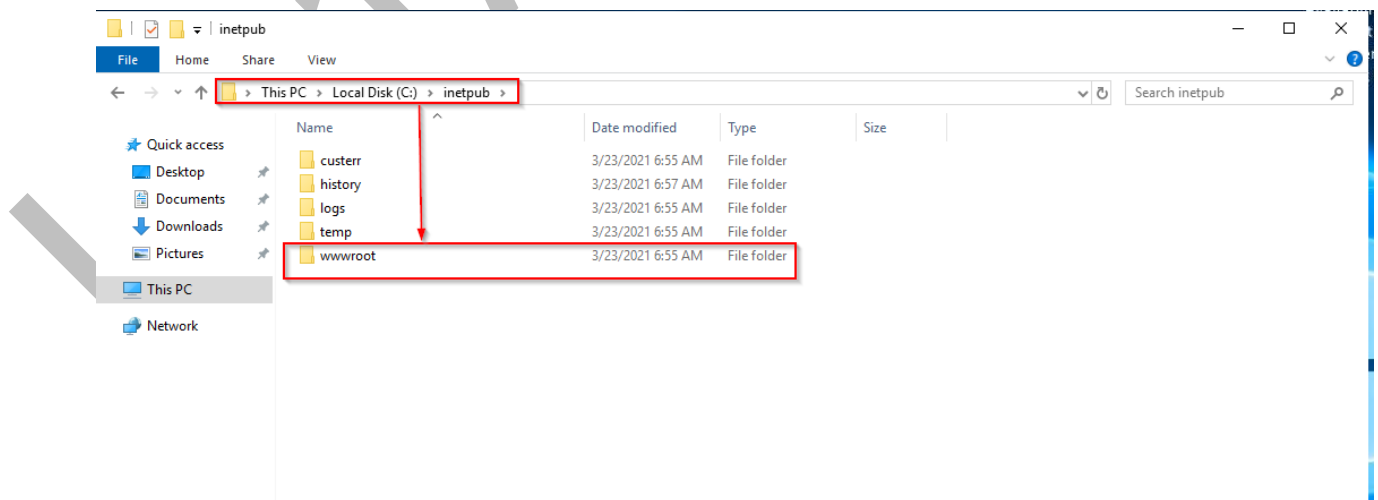 inetpub
File Home Share View
This PC > Local Disk (C:) > inetpub >
Search inetpub
Name Date modified Type Size
Quick access
Desktop
Documents
Downloads
Pictures
This PC
Network
custerr 3/23/2021 6:55 AM File folder
history 3/23/2021 6:57 AM File folder
logs 3/23/2021 6:55 AM File folder
temp 3/23/2021 6:55 AM File folder
wwwroot 3/23/2021 6:55 AM File folder